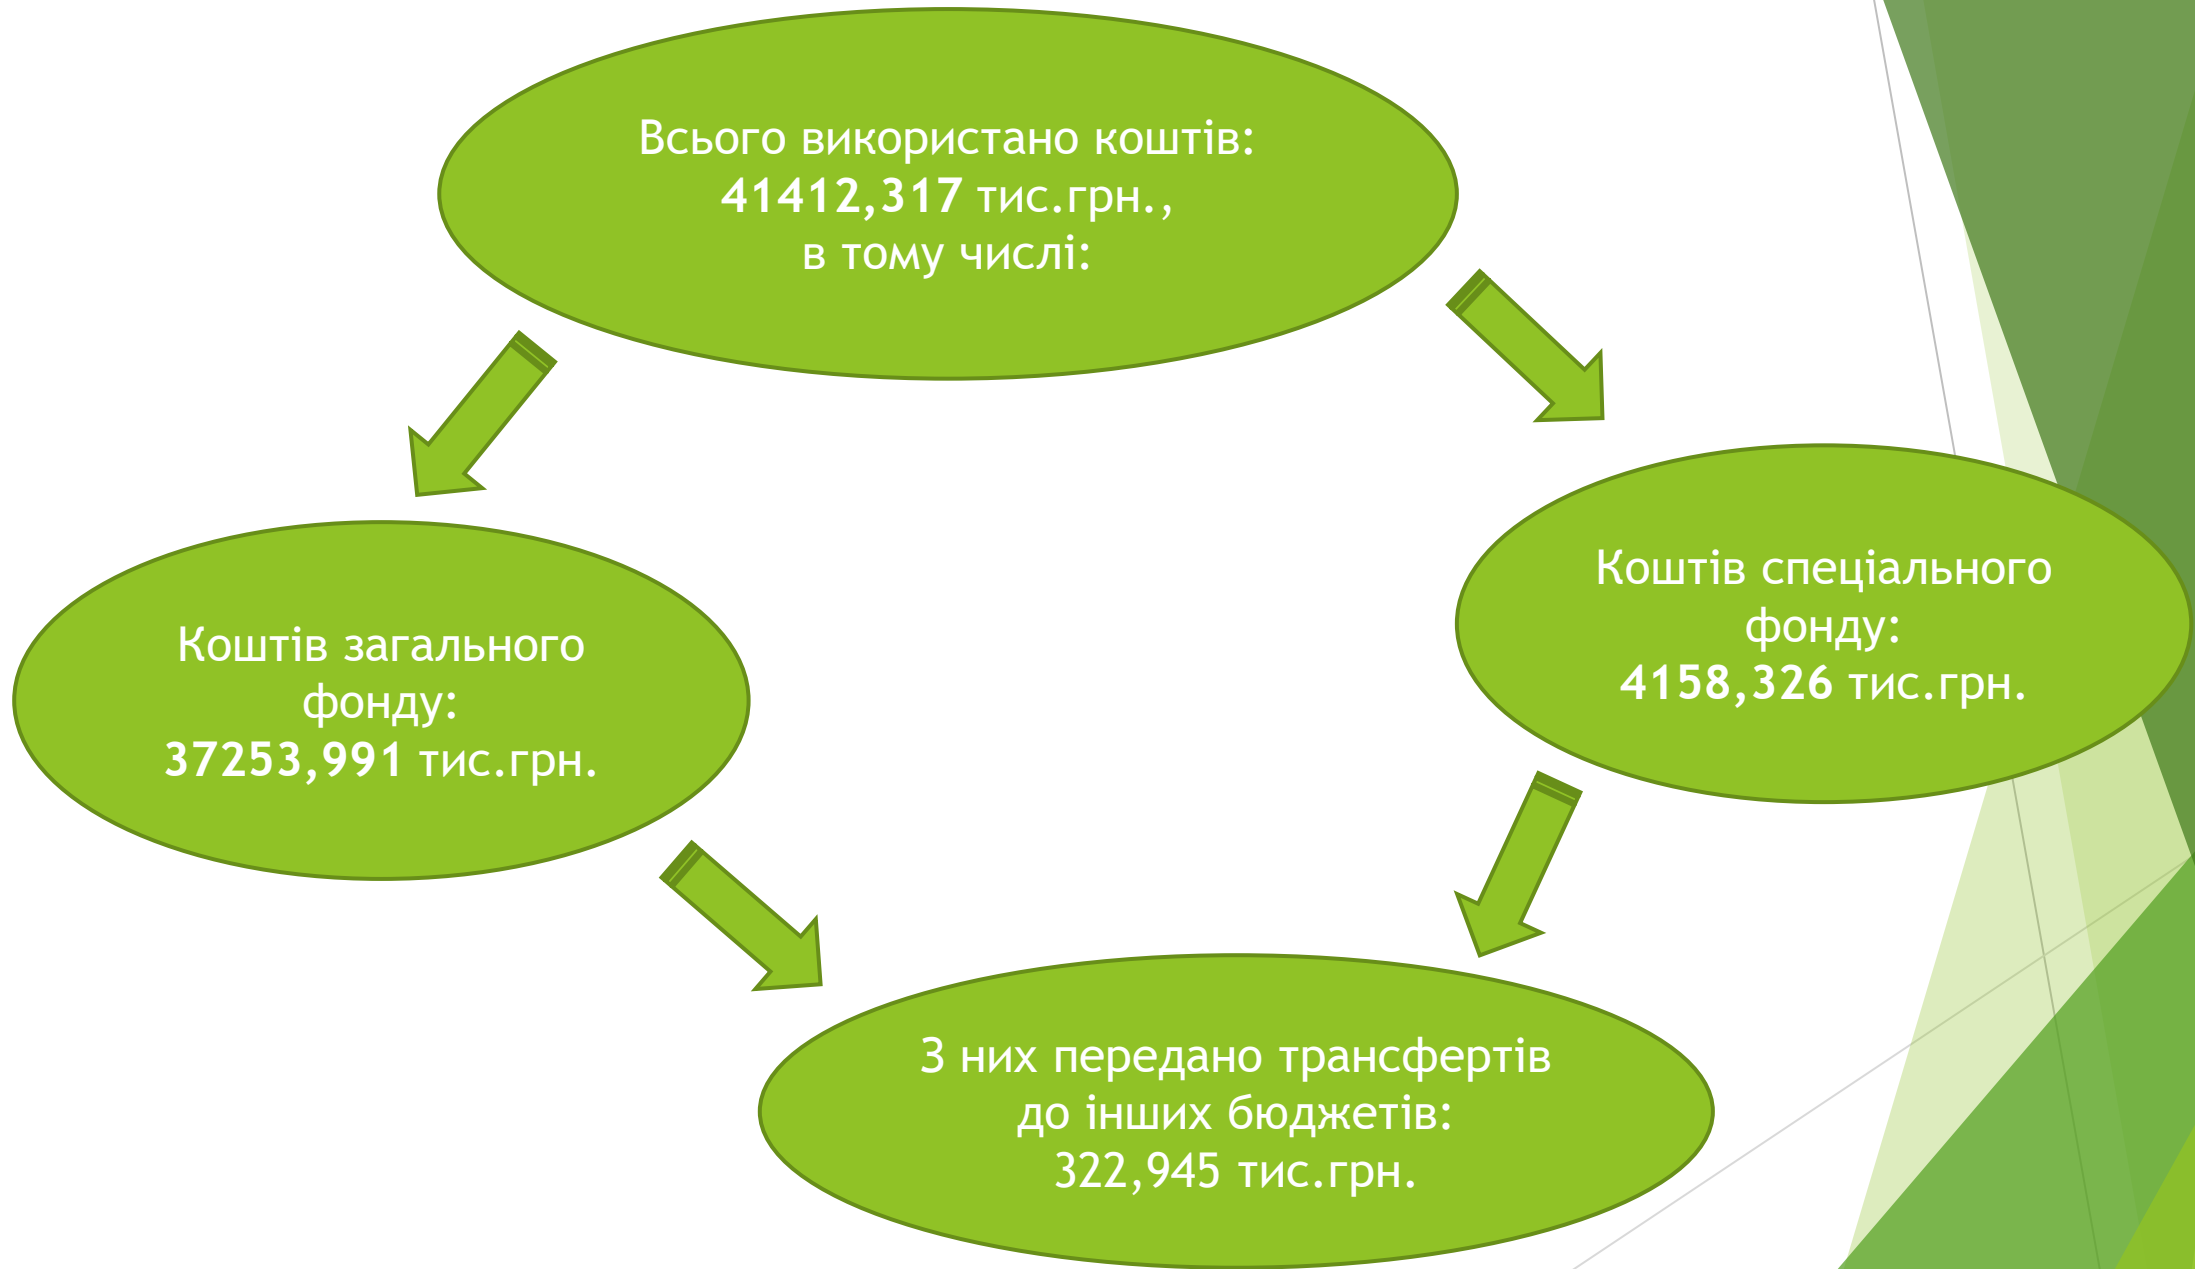 Всього використано коштів:
41412,317 тис.грн.,
в тому числі:
Коштів загального
фонду:
37253,991 тис.грн.
Коштів спеціального
фонду:
4158,326 тис.грн.
З них передано трансфертів
до інших бюджетів:
322,945 тис.грн.